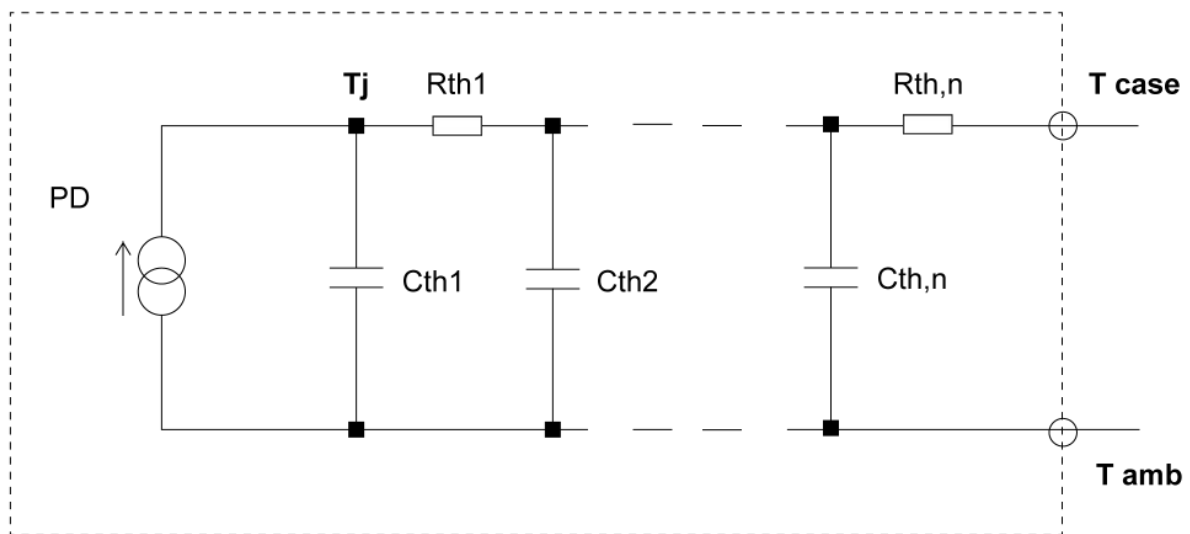 Tj
Rth1
Rth,n
T case
PD
Cth1
Cth2
Cth,n
T amb